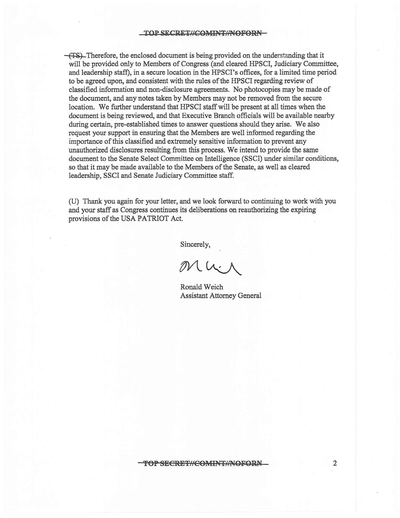 TOP SECRET//COMINT//NOFORN
(TS) Therefore, the enclosed document is being provided on the understanding that it
will be provided only to Members of Congress (and cleared HPSCI, Judiciary Committee,
and leadership staff), in a secure location in the HPSCI's offices, for a limited time period
to be agreed upon, and consistent with the rules of the HPSCI regarding review of
classified information and non-disclosure agreements. No photocopies may be made of
the document, and any notes taken by Members may not be removed from the secure
location. We further understand that HPSCI staff will be present at all times when the
document is being reviewed, and that Executive Branch officials will be available nearby
during certain, pre-established times to answer questions should they arise. We also
request your support in ensuring that the Members are well informed regarding the
importance of this classified and extremely sensitive information to prevent any
unauthorized disclosures resulting from this process. We intend to provide the same
document to the Senate Select Committee on Intelligence (SSCI) under similar conditions,
so that it may be made available to the Members of the Senate, as well as cleared
leadership, SSCI and Senate Judiciary Committee staff.
(U) Thank you again for your letter, and we look forward to continuing to work with you
and your staff as Congress continues its deliberations on reauthorizing the expiring
provisions of the USA PATRIOT Act.
Sincerely,
Ronald Weich
Assistant Attorney General
TOP SECRET//COMINT//NOFORN 2